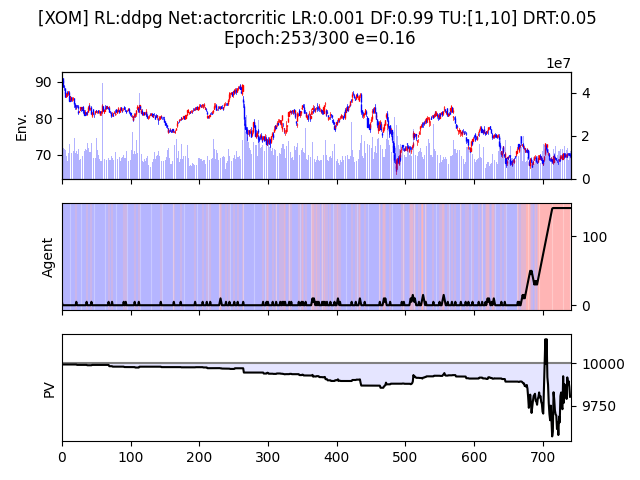 [XOM] RL:ddpg Net:actorcritic LR:0.001 DF:0.99 TU:[1,10] DRT:0.05
Epoch:253/300 e=0.16
1e7
90
80
70
Env.
4
2
0
Agent
100
0
PV
10000
9750
0 100 200 300 400 500 600 700